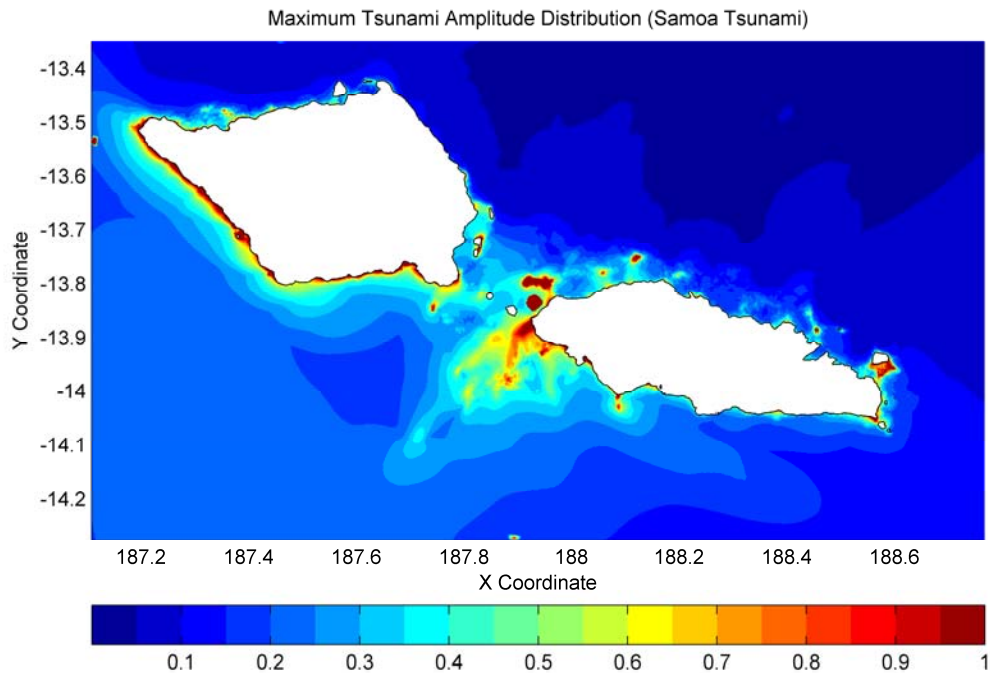 Maximum Tsunami Amplitude Distribution (Samoa Tsunami)
-13.4
-13.5
-13.6
-13.7
-13.8
-13.9
-14
-14.1
-14.2
Y Coordinate
187.2 187.4 187.6 187.8 188 188.2 188.4 188.6
X Coordinate
0.1 0.2 0.3 0.4 0.5 0.6 0.7 0.8 0.9 1